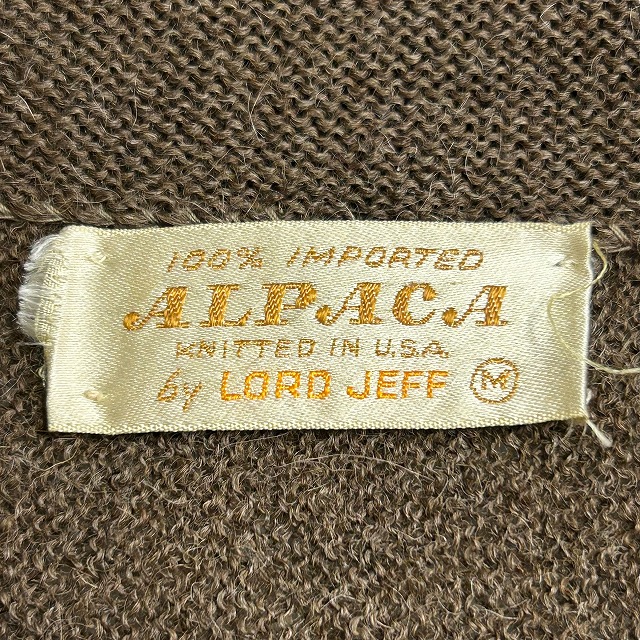 100% IMPORTED
ALPACA
KNITTED IN U.S.A.
by LORD JEFF M